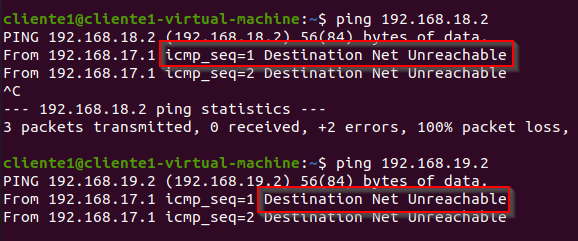 cliente1@cliente1-virtual-machine:~$ ping 192.168.18.2
PING 192.168.18.2 (192.168.18.2) 56(84) bytes of data.
From 192.168.17.1 icmp_seq=1 Destination Net Unreachable
From 192.168.17.1 icmp_seq=2 Destination Net Unreachable
^C
--- 192.168.18.2 ping statistics ---
3 packets transmitted, 0 received, +2 errors, 100% packet loss,
cliente1@cliente1-virtual-machine:~$ ping 192.168.19.2
PING 192.168.19.2 (192.168.19.2) 56(84) bytes of data.
From 192.168.17.1 icmp_seq=1 Destination Net Unreachable
From 192.168.17.1 icmp_seq=2 Destination Net Unreachable